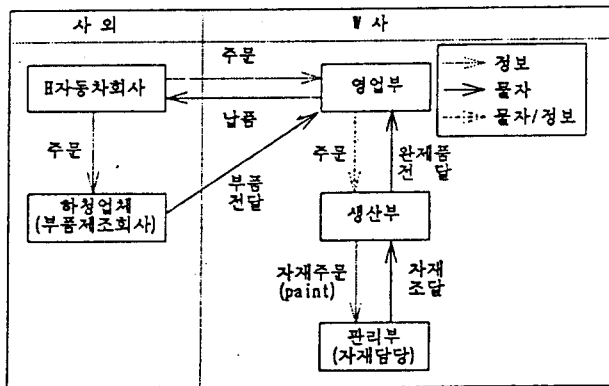 사 외
W 사
주문
정보
H자동차회사
영업부
물자
납품
물자/정보
주문
주문
완제품
전 달
부품
전달
하청업체
(부품제조회사)
생산부
자재주문
(paint)
자재
조달
관리부
(자재담당)